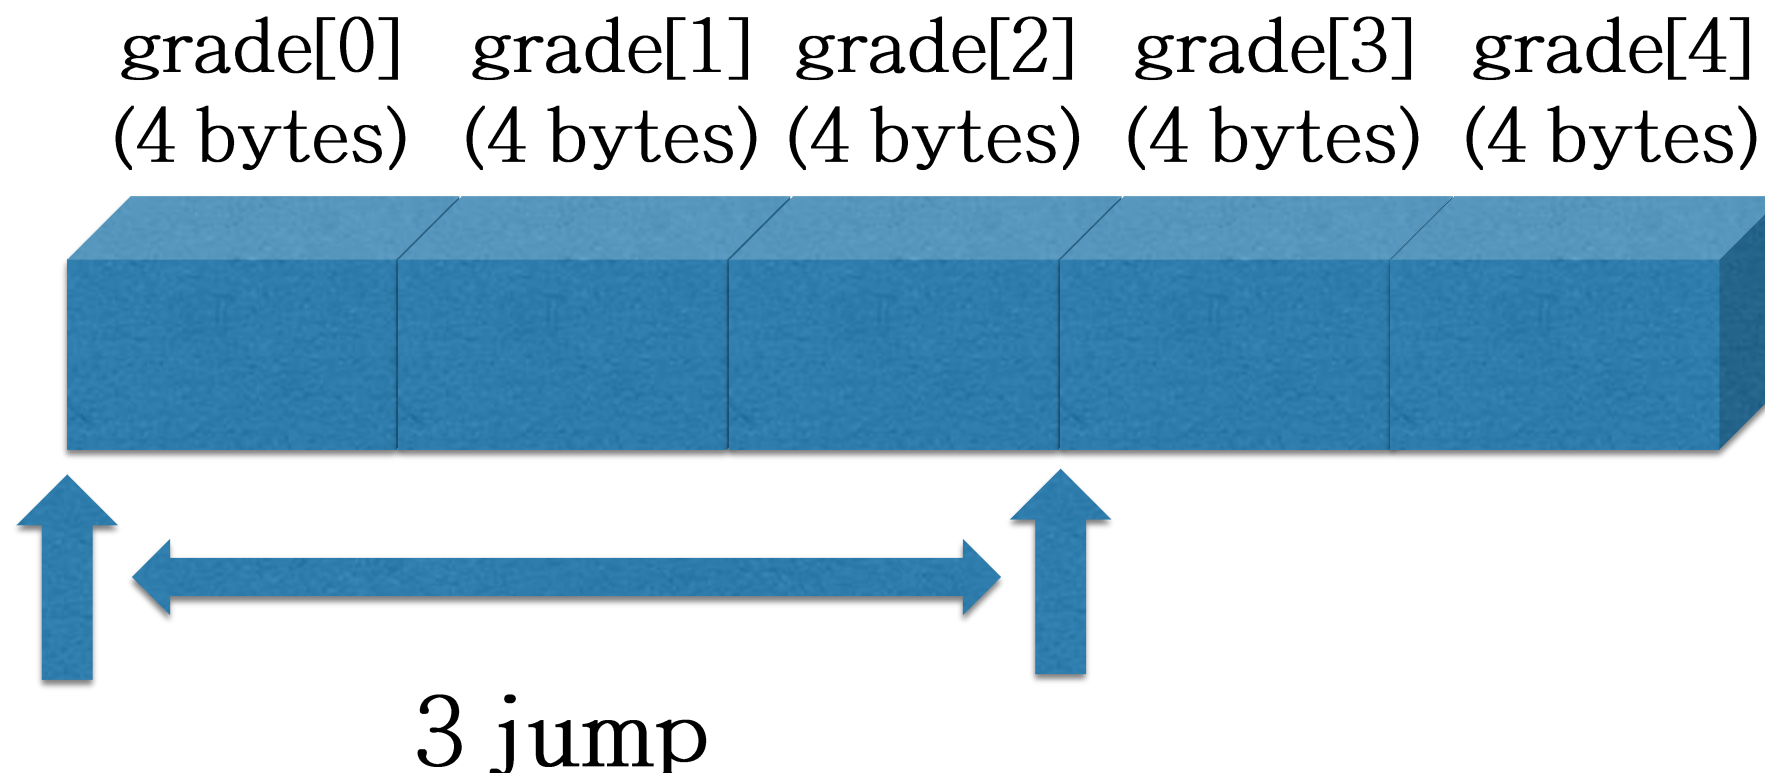 grade[0] grade[1] grade[2] grade[3] grade[4]
(4 bytes) (4 bytes) (4 bytes) (4 bytes) (4 bytes)
3 jump